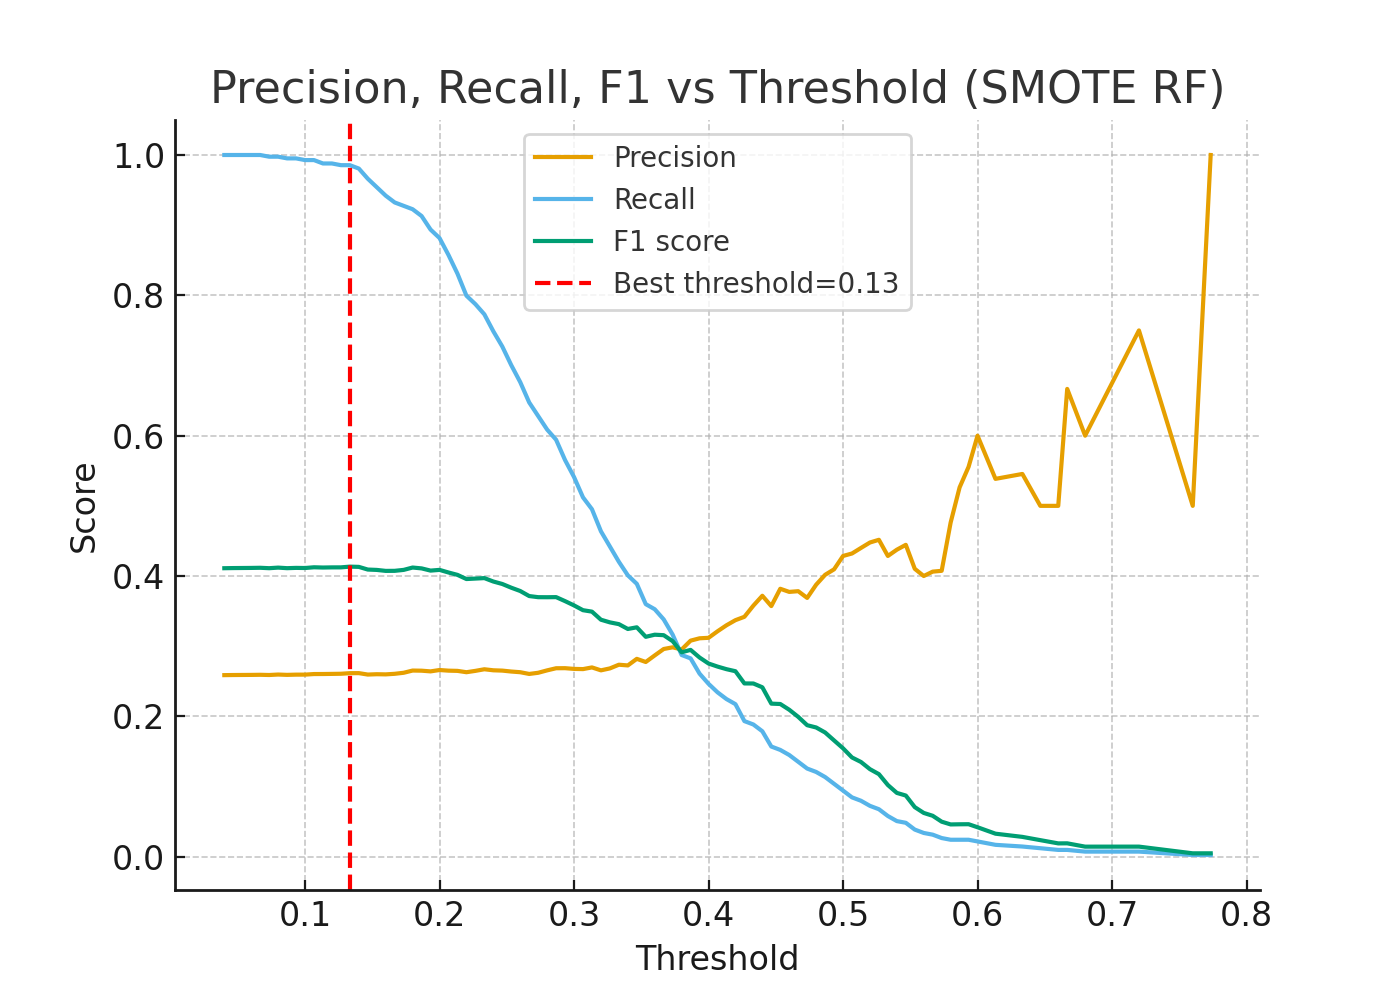 Precision, Recall, F1 vs Threshold (SMOTE RF)
Precision
Recall
F1 score
Best threshold=0.13
1.0
0.8
0.6
0.4
0.2
0.0
Score
0.1 0.2 0.3 0.4 0.5 0.6 0.7 0.8
Threshold